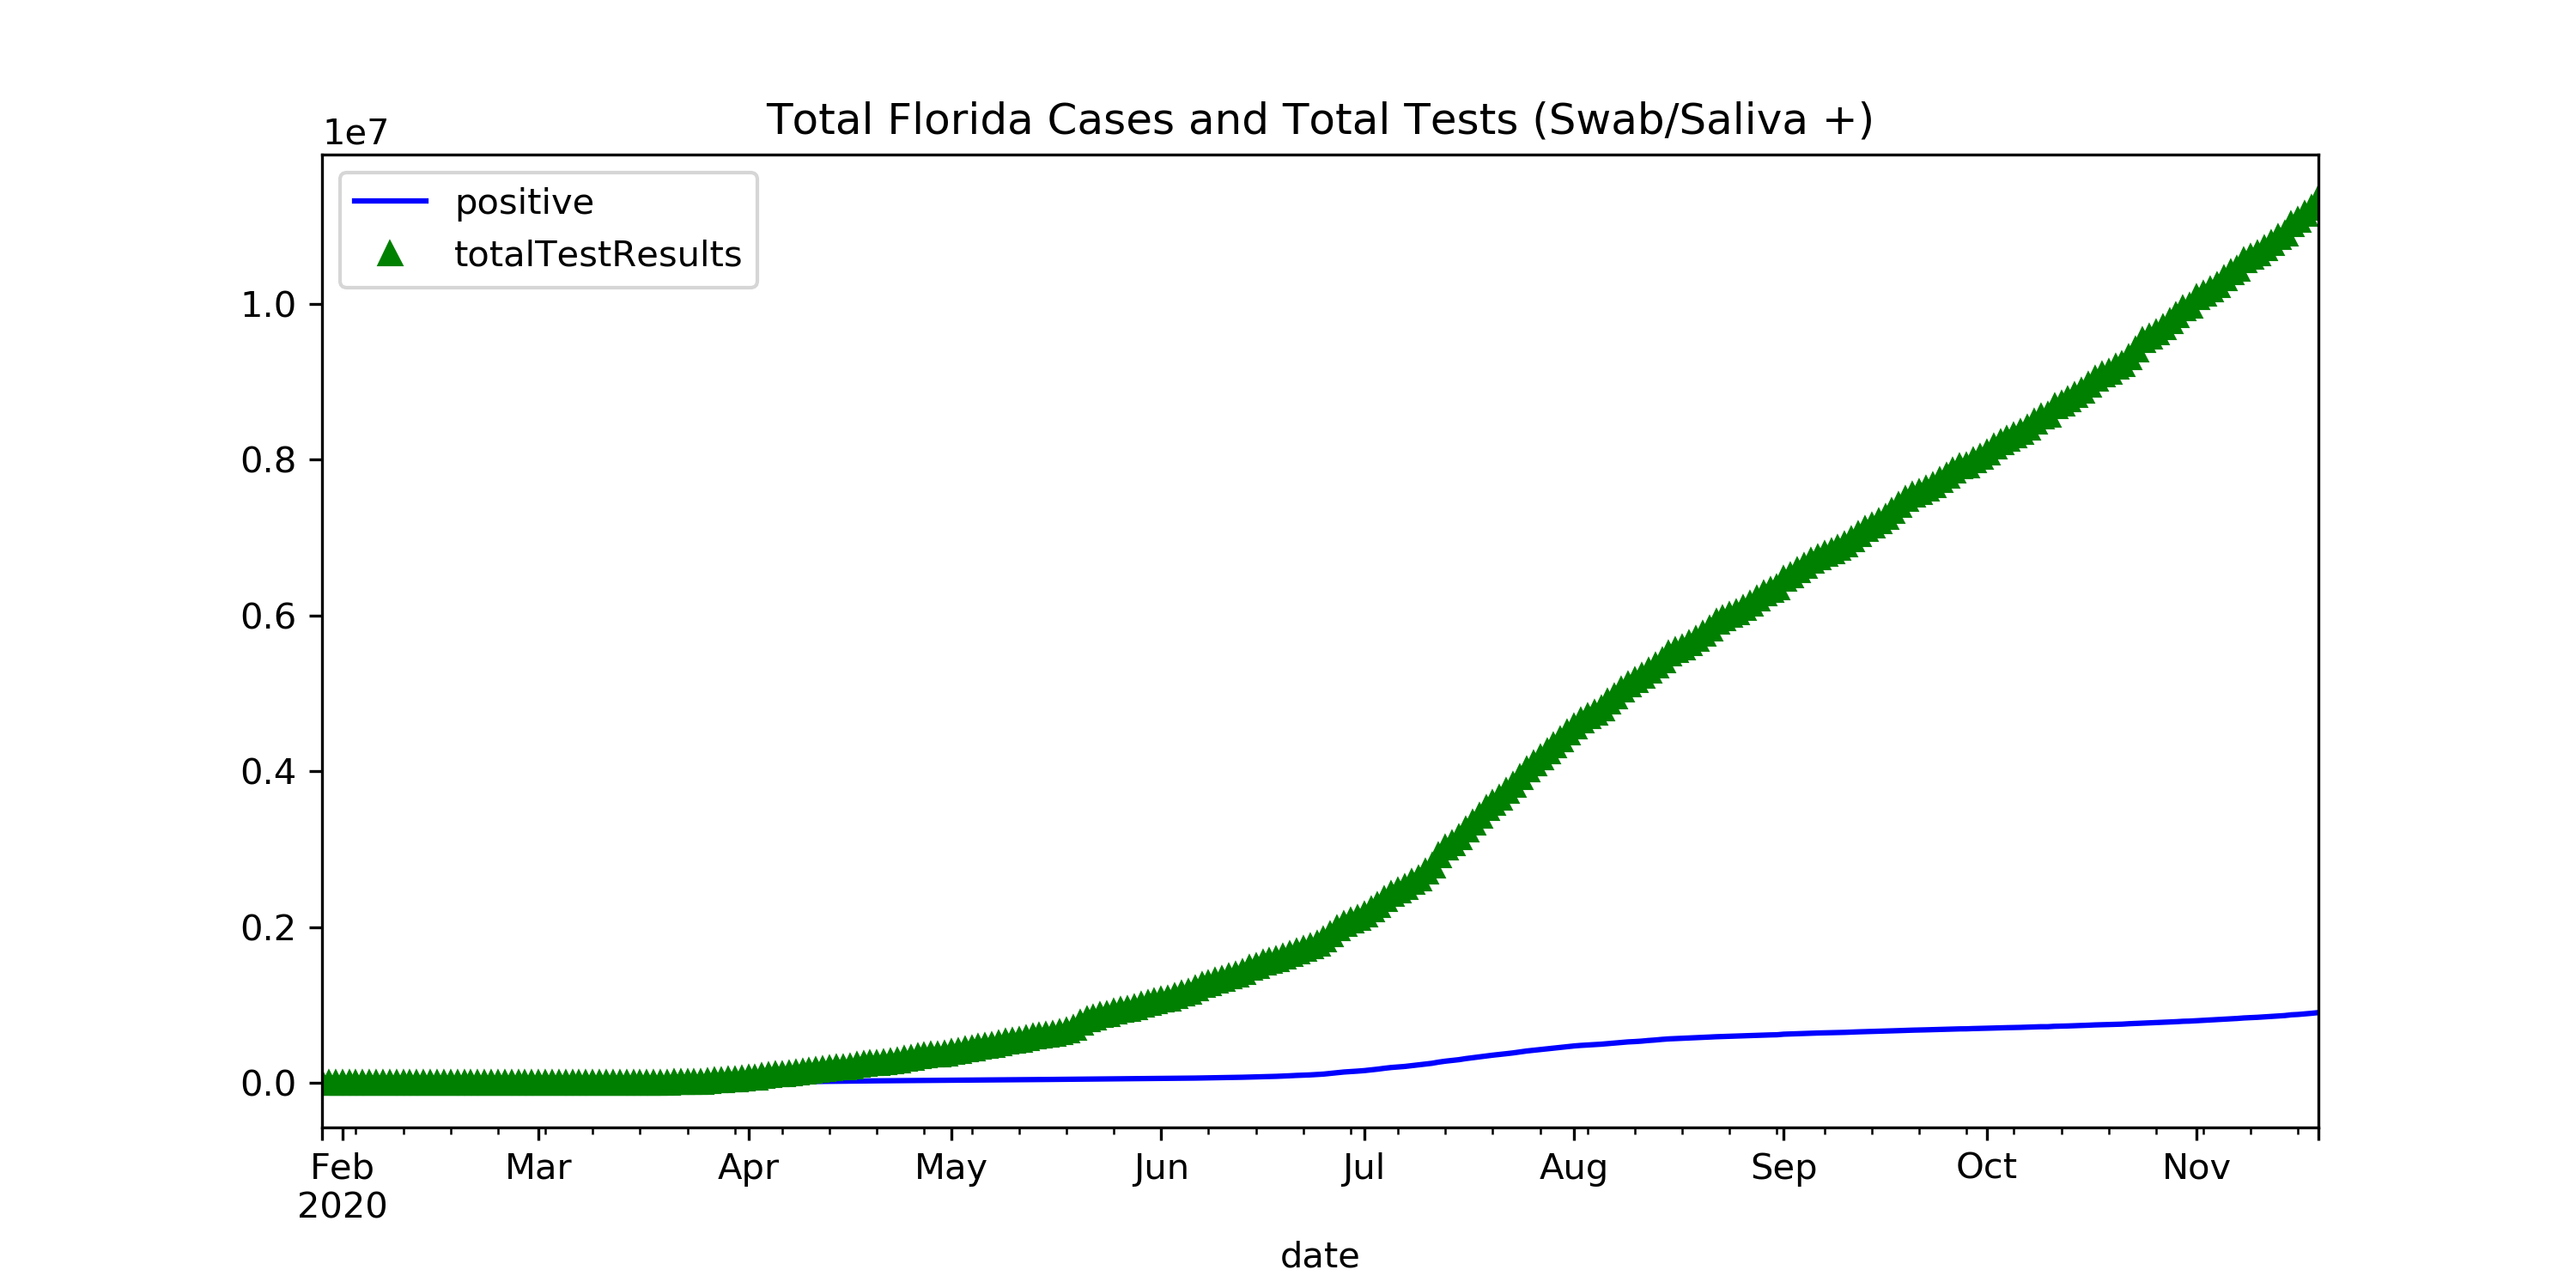 Total Florida Cases and Total Tests (Swab/Saliva +)
1e7
positive
totalTestResults
1.0
0.8
0.6
0.4
0.2
0.0
Feb Mar Apr May Jun Jul Aug Sep Oct Nov
2020
date